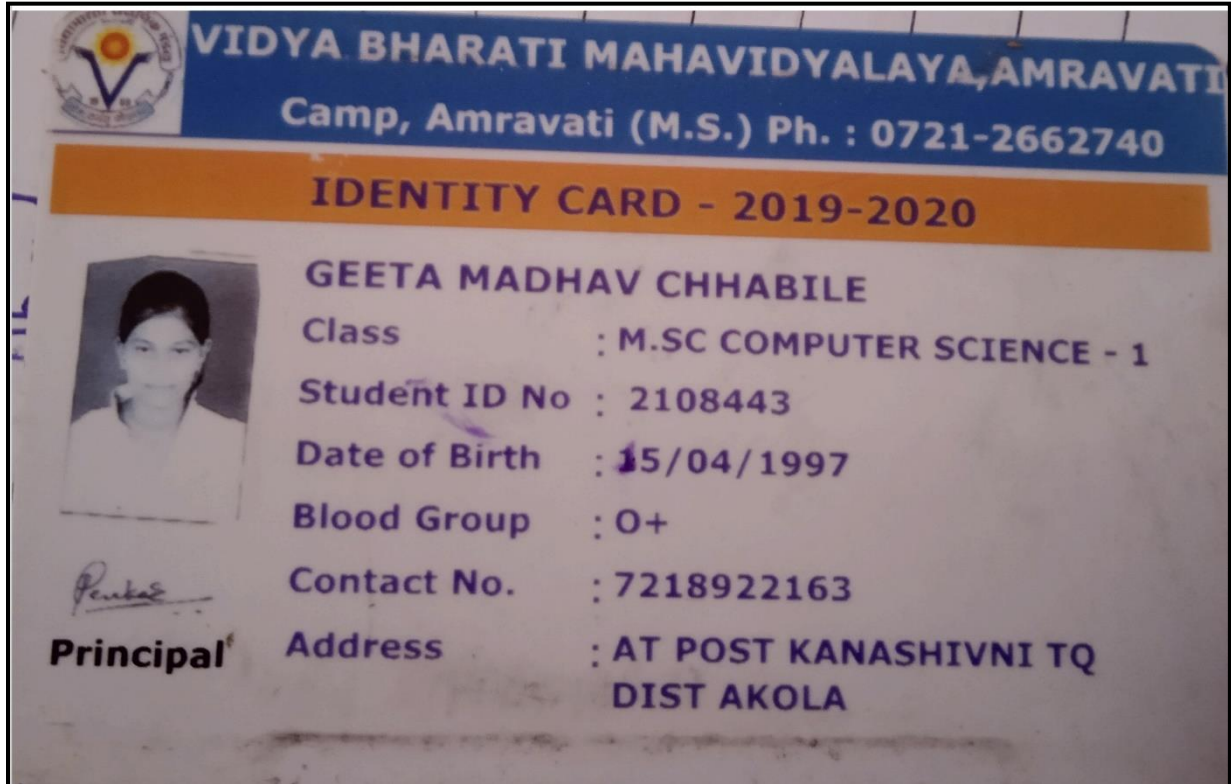 VIDYA BHARATI MAHAVIDYALAYA,AMRAVATI
Camp, Amravati (M.S.) Ph. : 0721-2662740
IDENTITY CARD - 2019-2020
GEETA MADHAV CHHABILE
Class : M.SC COMPUTER SCIENCE - 1
Student ID No : 2108443
Date of Birth : 15/04/1997
Blood Group : O+
Contact No. : 7218922163
Principal Address : AT POST KANASHIVNI TQ
DIST AKOLA